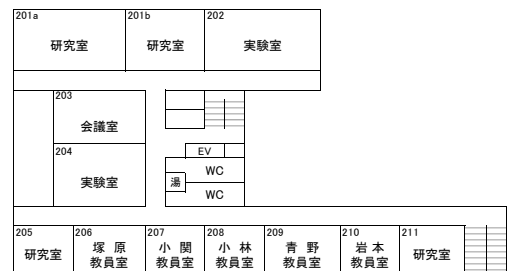 201a
研究室
201b
研究室
202
実験室
203
会議室
204
実験室
EV
湯
WC
WC
205
研究室
206
塚 原
教員室
207
小 関
教員室
208
小 林
教員室
209
青 野
教員室
210
岩 本
教員室
211
研究室